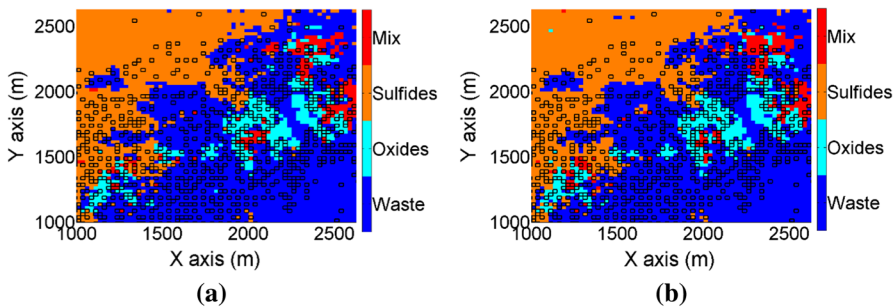 2500
2000
1500
1000
Y axis (m)
1000 1500 2000 2500
X axis (m)
Mix
Sulfides
Oxides
Waste
(a)
2500
2000
1500
1000
Y axis (m)
1000 1500 2000 2500
X axis (m)
Mix
Sulfides
Oxides
Waste
(b)